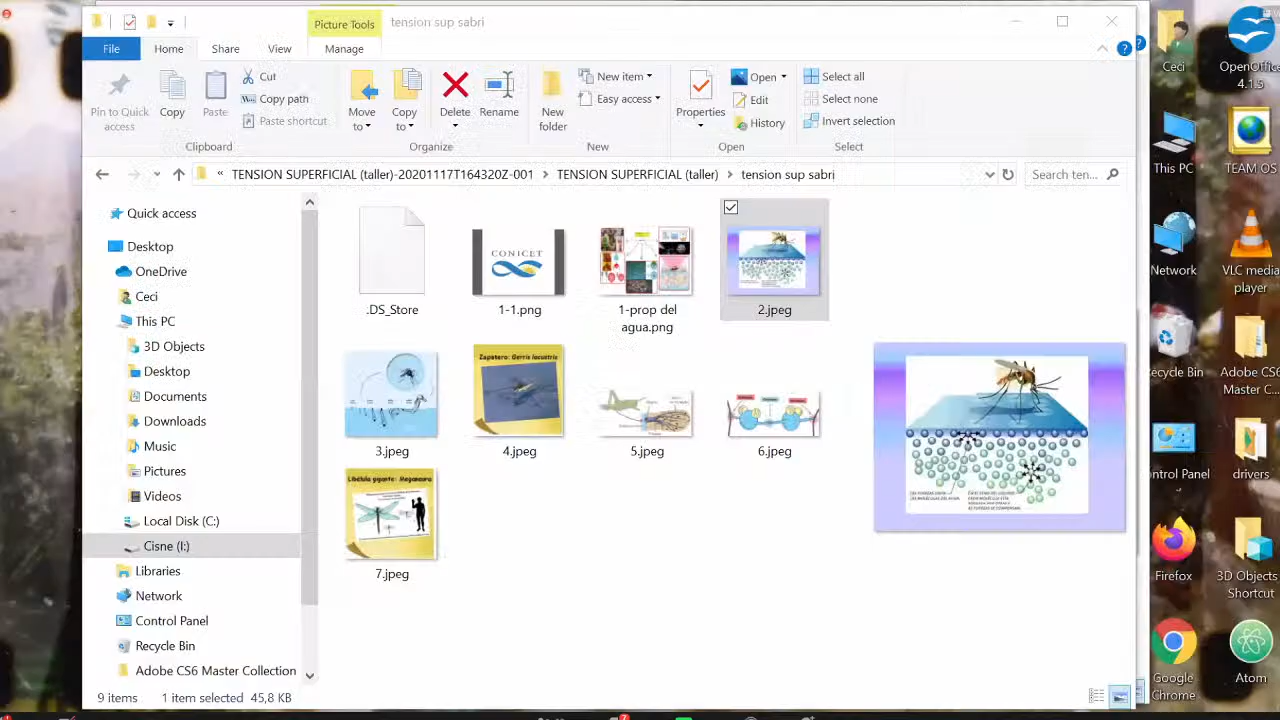 Picture Tools
tension sup sabri
File
Home
Share
View
Manage
Pin to Quick access
Copy
Paste
Cut
Copy path
Paste shortcut
Clipboard
Move to
Copy to
Delete
Rename
Organize
New folder
New item
Easy access
New
Properties
Open
Edit
History
Open
Select all
Select none
Invert selection
Select
« TENSION SUPERFICIAL (taller)-20201117T164320Z-001 > TENSION SUPERFICIAL (taller) > tension sup sabri
Search ten...
Quick access
Desktop
OneDrive
Ceci
This PC
3D Objects
Desktop
Documents
Downloads
Music
Pictures
Videos
Local Disk (C:)
Cisne (I:)
Libraries
Network
Control Panel
Recycle Bin
Adobe CS6 Master Collection
.DS_Store
CONICET
1-1.png
1-prop del
agua.png
2.jpeg
3.jpeg
Zapatero: Gerris lacustris
4.jpeg
5.jpeg
6.jpeg
Libélula gigante: Meganeura
7.jpeg
9 items
1 item selected 45,8 KB
Ceci
OpenOffice
4.1.5
This PC
TEAM OS
Network
VLC media
player
ecycle Bin
Adobe CS6
Master C...
ntrol Panel
drivers
Firefox
3D Objects
Shortcut
Google
Chrome
Atom